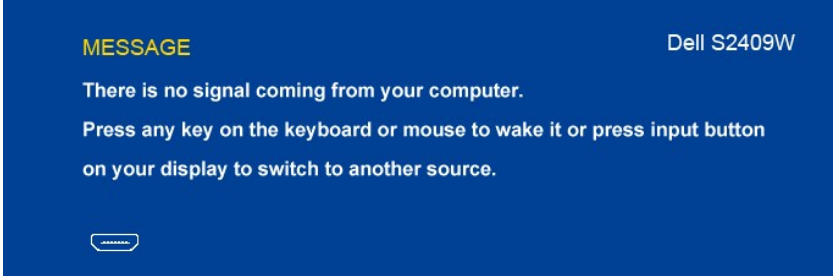 MESSAGE
Dell S2409W
There is no signal coming from your computer.
Press any key on the keyboard or mouse to wake it or press input button
on your display to switch to another source.